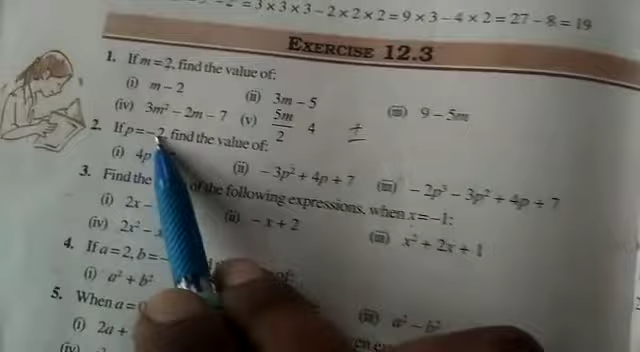 = 3 × 3 × 3 – 2 × 2 × 2 = 9 × 3 – 4 × 2 = 27 – 8 = 19
EXERCISE 12.3
1. If m = 2, find the value of:
(i) m – 2 (ii) 3m – 5 (iii) 9 – 5m
(iv) 3m² – 2m – 7 (v) 5m/2 4
2. If p = –2, find the value of:
(i) 4p (ii) –3p² + 4p + 7 (iii) –2p³ – 3p² + 4p + 7
3. Find the of the following expressions, when x = –1:
(i) 2x – (ii) –x + 2 (iii) x² + 2x + 1
(iv) 2x² –
4. If a = 2, b = – of:
(i) a² + b² (iii) a² – b²
5. When a =
(i) 2a +
(iv)